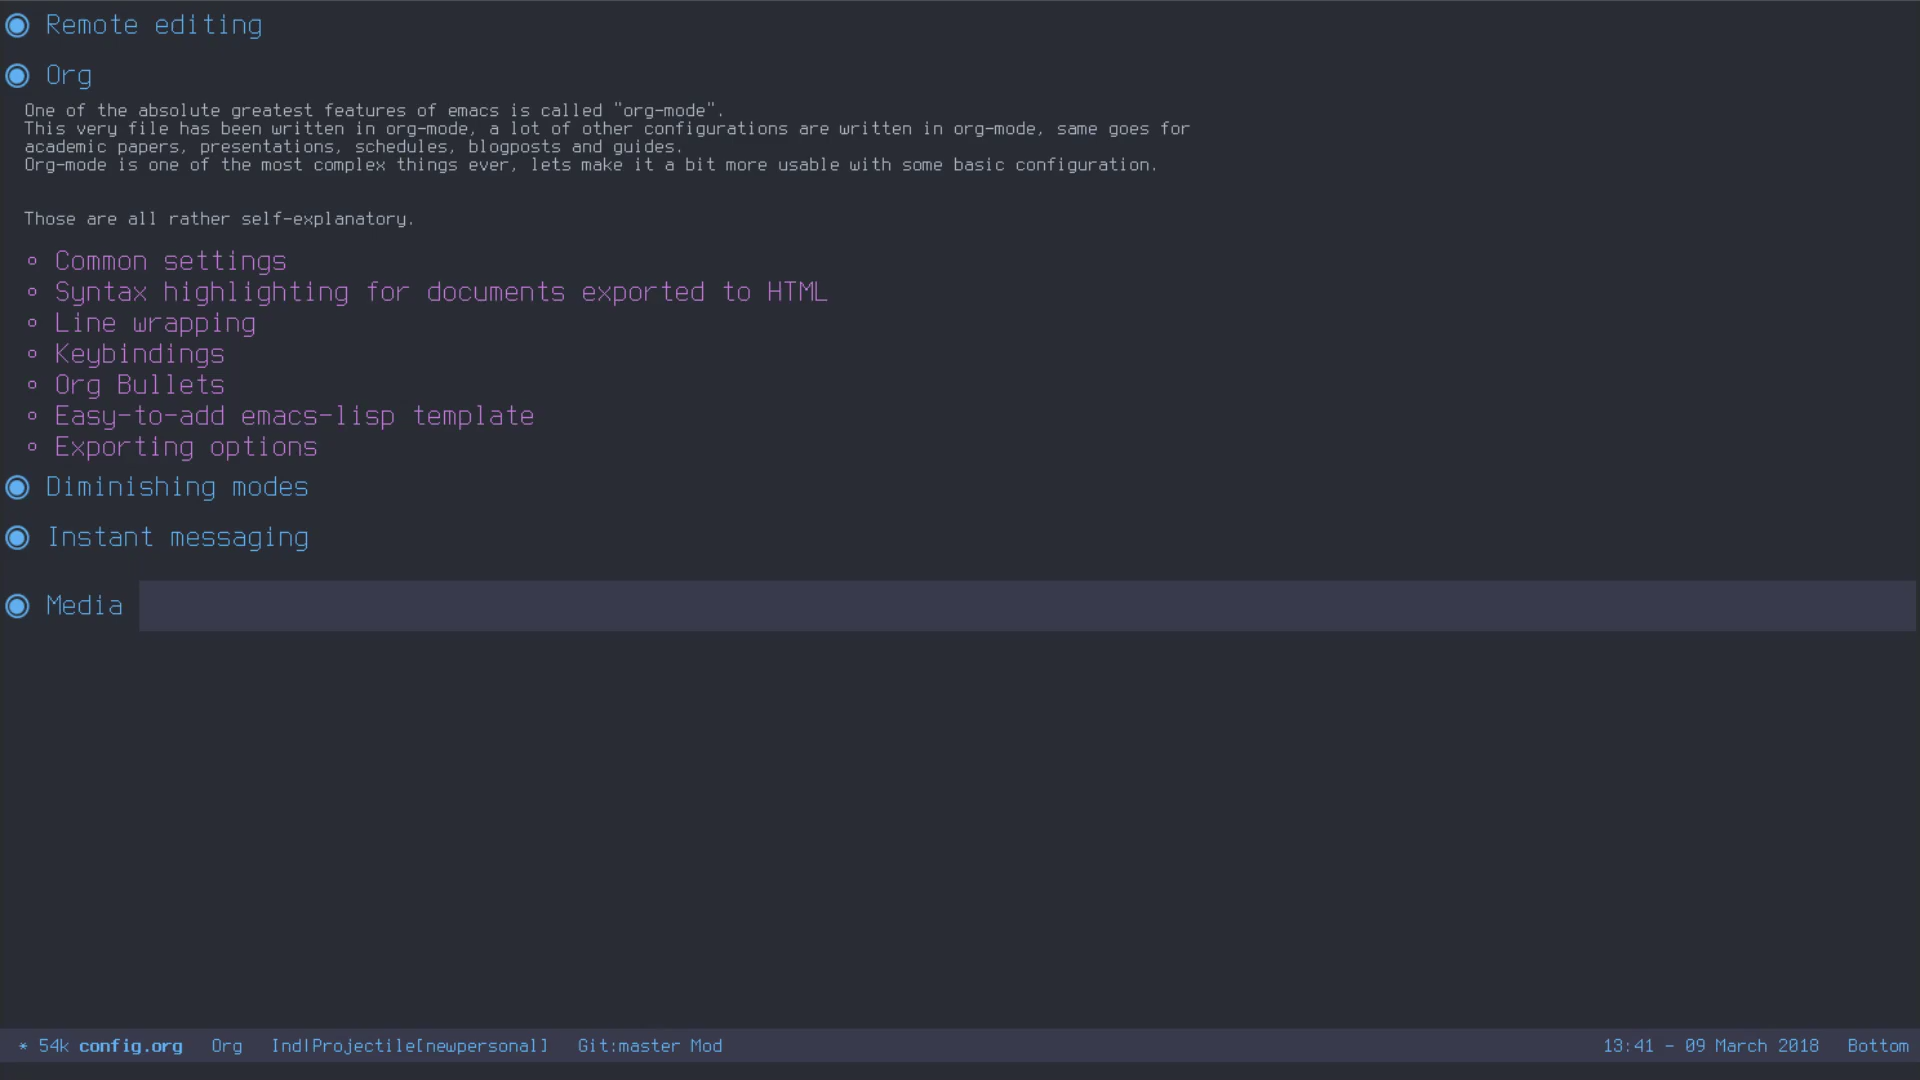 Remote editing
Org
One of the absolute greatest features of emacs is called "org-mode".
This very file has been written in org-mode, a lot of other configurations are written in org-mode, same goes for
academic papers, presentations, schedules, blogposts and guides.
Org-mode is one of the most complex things ever, lets make it a bit more usable with some basic configuration.
Those are all rather self-explanatory.
Common settings
Syntax highlighting for documents exported to HTML
Line wrapping
Keybindings
Org Bullets
Easy-to-add emacs-lisp template
Exporting options
Diminishing modes
Instant messaging
Media
* 54k config.org Org Ind|Projectile[newpersonal] Git:master Mod 13:41 - 09 March 2018 Bottom